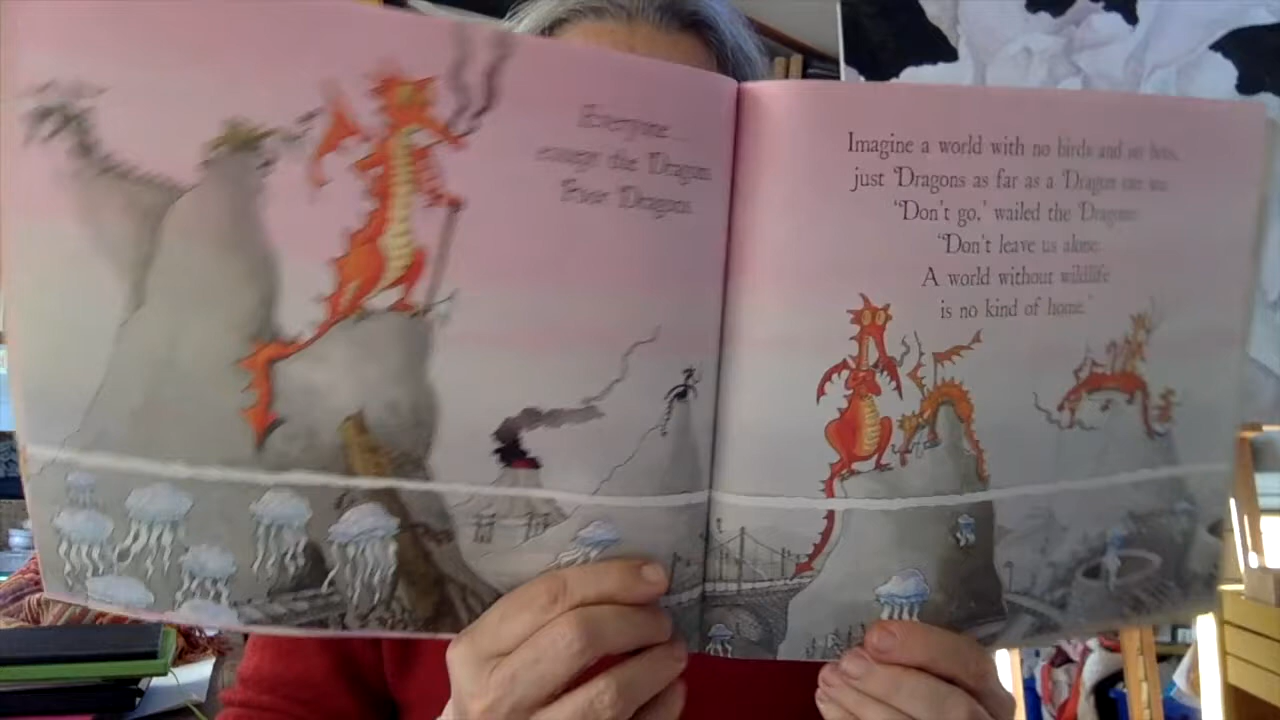 Everyone...
except the Dragons.
Poor Dragons.
Imagine a world with no birds and no bees,
just Dragons as far as a Dragon can see.
'Don't go,' wailed the Dragons.
'Don't leave us alone.
A world without wildlife
is no kind of home.'